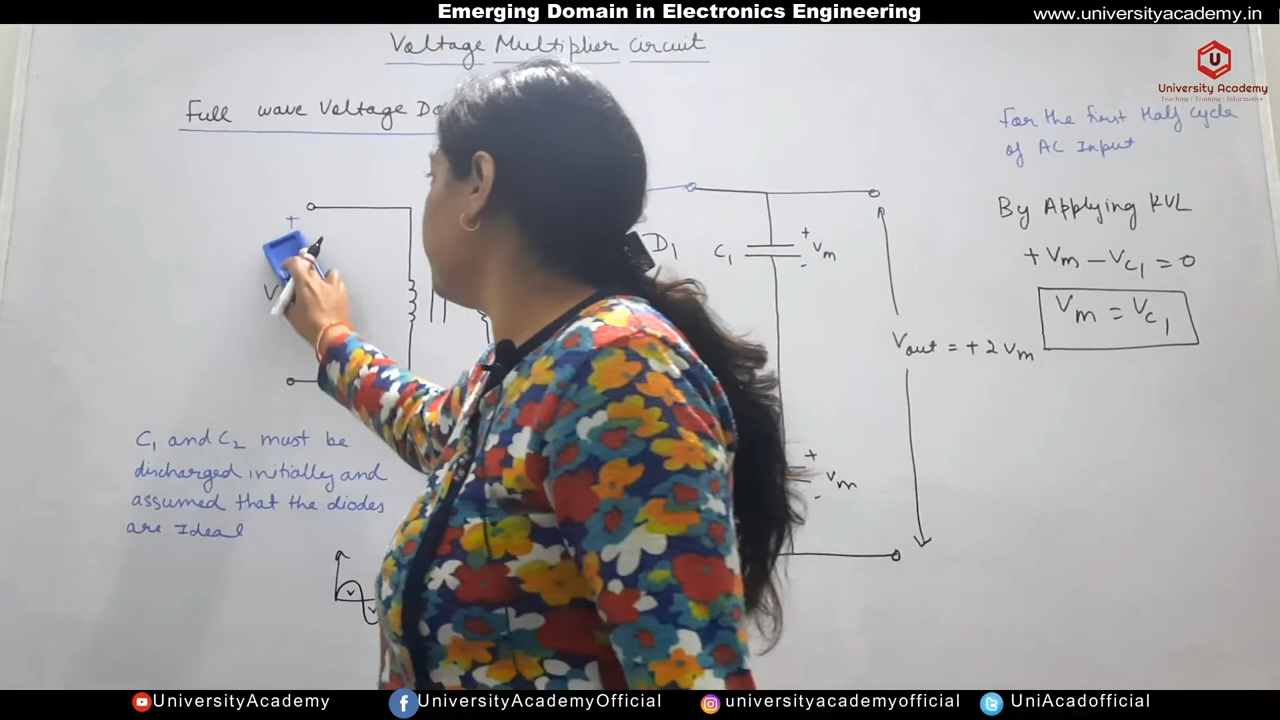 Emerging Domain in Electronics Engineering
www.universityacademy.in
Voltage Multiplier Circuit
U
University Academy
Teaching | Training | Informative
Full wave Voltage
For the first Half cycle
of AC Input
By Applying KVL
+ Vm − VC1 = 0
Vm = VC1
+
D1
C1
+
Vm
-
Vout = + 2 Vm
C1 and C2 must be
discharged initially and
assumed that the diodes
are Ideal
+
Vm
-
UniversityAcademy
UniversityAcademyOfficial
universityacademyofficial
UniAcadofficial